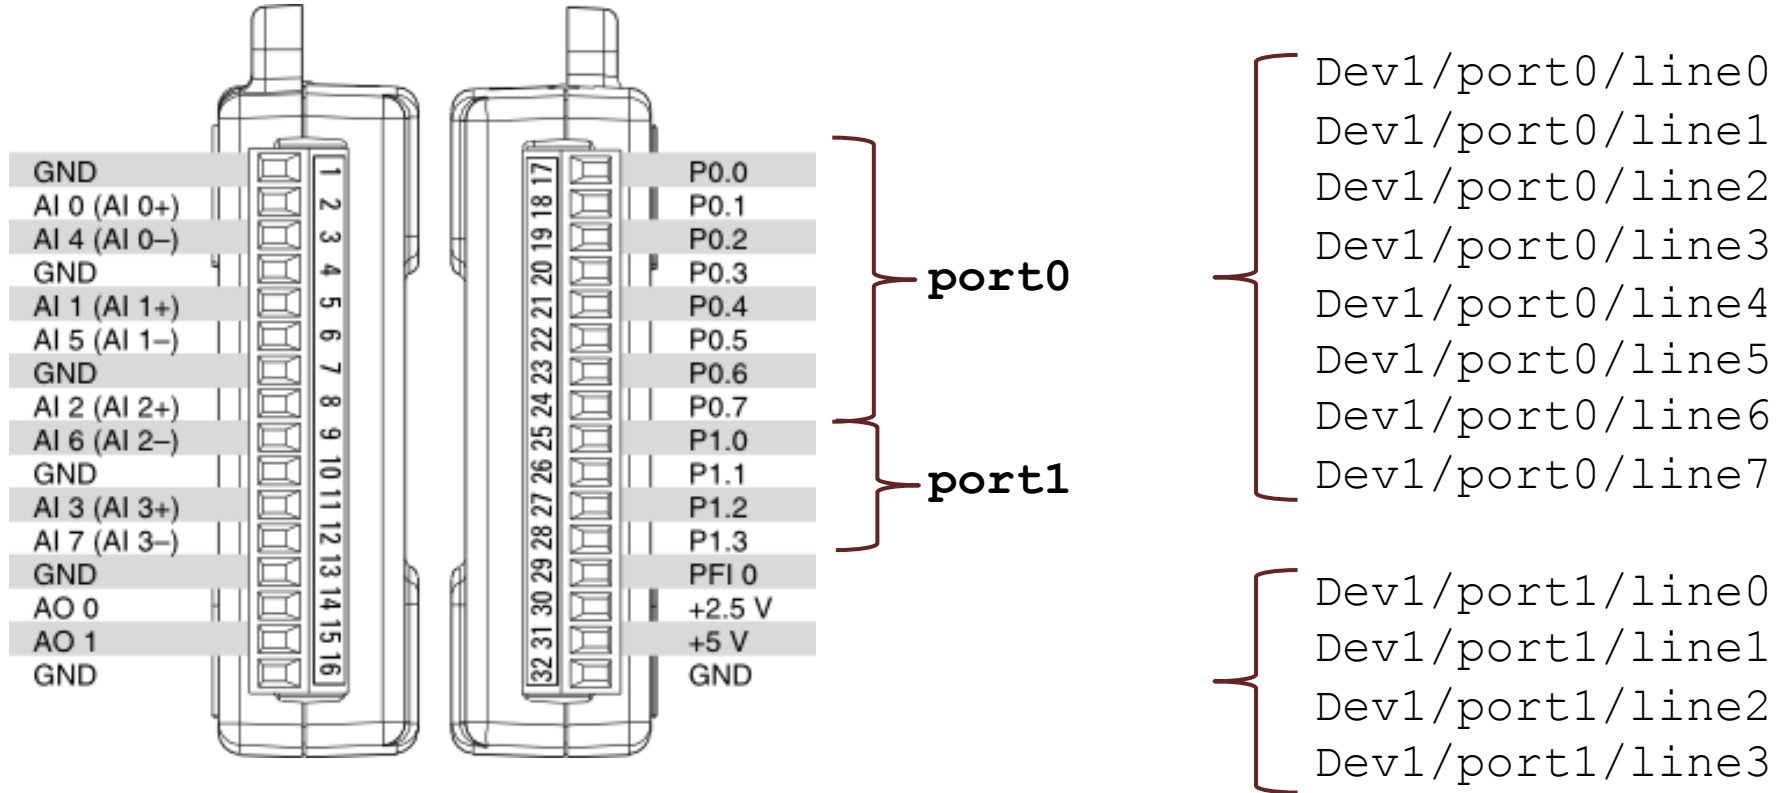 GND
AI 0 (AI 0+)
AI 4 (AI 0–)
GND
AI 1 (AI 1+)
AI 5 (AI 1–)
GND
AI 2 (AI 2+)
AI 6 (AI 2–)
GND
AI 3 (AI 3+)
AI 7 (AI 3–)
GND
AO 0
AO 1
GND
1
2
3
4
5
6
7
8
9
10
11
12
13
14
15
16
17
18
19
20
21
22
23
24
25
26
27
28
29
30
31
32
P0.0
P0.1
P0.2
P0.3
P0.4
P0.5
P0.6
P0.7
P1.0
P1.1
P1.2
P1.3
PFI 0
+2.5 V
+5 V
GND
port0
port1
Dev1/port0/line0
Dev1/port0/line1
Dev1/port0/line2
Dev1/port0/line3
Dev1/port0/line4
Dev1/port0/line5
Dev1/port0/line6
Dev1/port0/line7
Dev1/port1/line0
Dev1/port1/line1
Dev1/port1/line2
Dev1/port1/line3